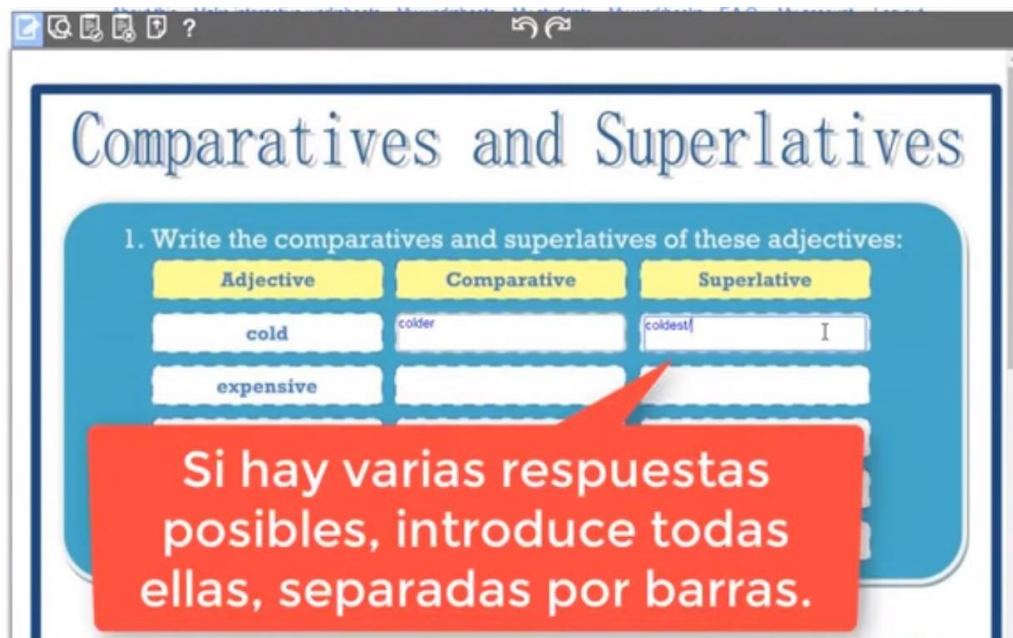 ?
Comparatives and Superlatives
1. Write the comparatives and superlatives of these adjectives:
Adjective Comparative Superlative
cold colder coldest/
expensive
Si hay varias respuestas
posibles, introduce todas
ellas, separadas por barras.